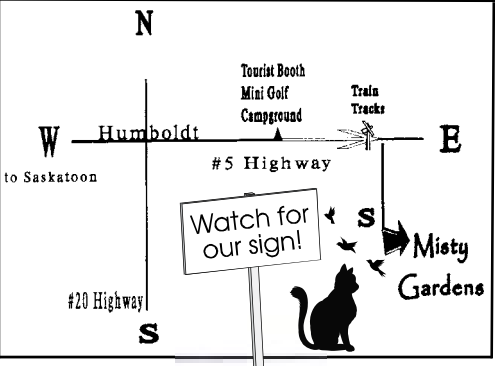 N
Tourist Booth
Mini Golf
Campground
Train
Tracks
Humboldt
W
E
to Saskatoon
#5 Highway
Watch for
our sign!
S
Misty
Gardens
#20 Highway
S